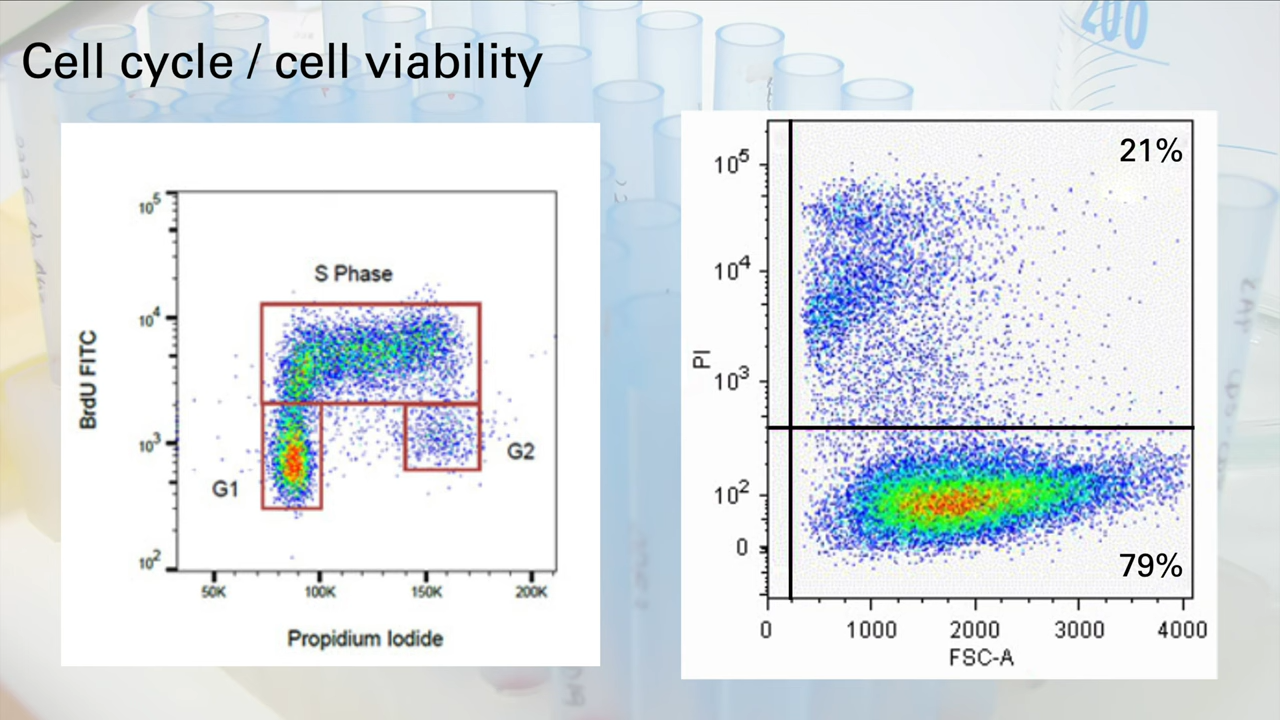 Cell cycle / cell viability
200
10^5
S Phase
10^4
BrdU FITC
10^3
G2
G1
10^2
50K 100K 150K 200K
Propidium Iodide
21%
10^5
10^4
PI
10^3
10^2
0
79%
0 1000 2000 3000 4000
FSC-A